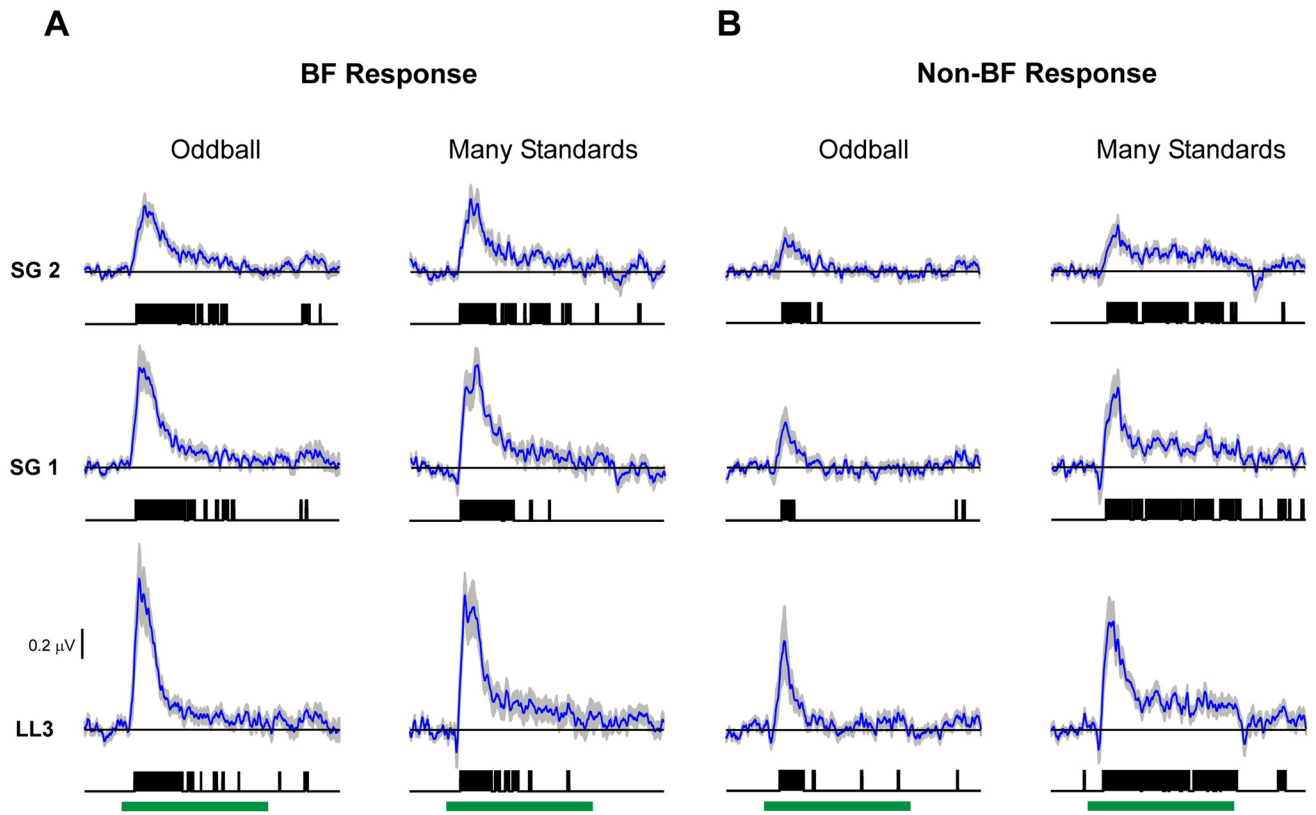 A
B
BF Response
Non-BF Response
Oddball
Many Standards
Oddball
Many Standards
SG 2
SG 1
0.2 µV
LL3